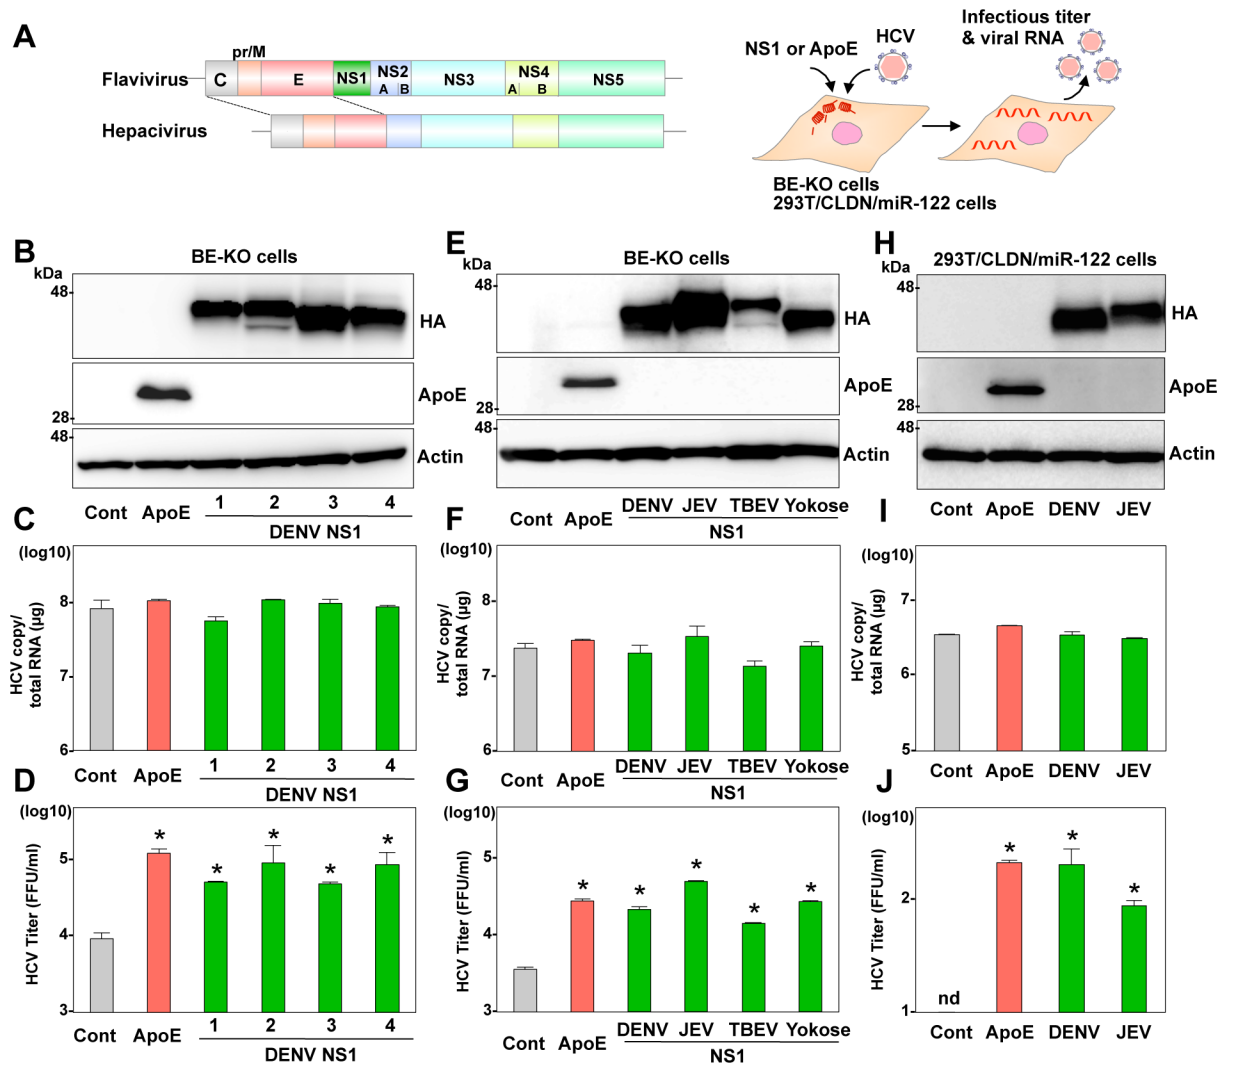 A
pr/M
Flavivirus
C
E
NS1
NS2
A B
NS3
NS4
A B
NS5
Hepacivirus
NS1 or ApoE
HCV
Infectious titer
& viral RNA
BE-KO cells
293T/CLDN/miR-122 cells
B
BE-KO cells
kDa
48
HA
ApoE
28
48
Actin
Cont ApoE 1 2 3 4
DENV NS1
C
(log10)
HCV copy/
total RNA (µg)
8
7
6
Cont ApoE 1 2 3 4
DENV NS1
D
(log10)
HCV Titer (FFU/ml)
5
4
3
* * * * *
Cont ApoE 1 2 3 4
DENV NS1
E
BE-KO cells
kDa
48
HA
ApoE
28
48
Actin
Cont ApoE DENV JEV TBEV Yokose
NS1
F
(log10)
HCV copy/
total RNA (µg)
8
7
6
Cont ApoE DENV JEV TBEV Yokose
NS1
G
(log10)
HCV Titer (FFU/ml)
5
4
3
* * * * *
Cont ApoE DENV JEV TBEV Yokose
NS1
H
293T/CLDN/miR-122 cells
kDa
48
HA
ApoE
28
48
Actin
Cont ApoE DENV JEV
I
(log10)
HCV copy/
total RNA (µg)
7
6
5
Cont ApoE DENV JEV
J
(log10)
HCV Titer (FFU/ml)
2
1
nd * * *
Cont ApoE DENV JEV